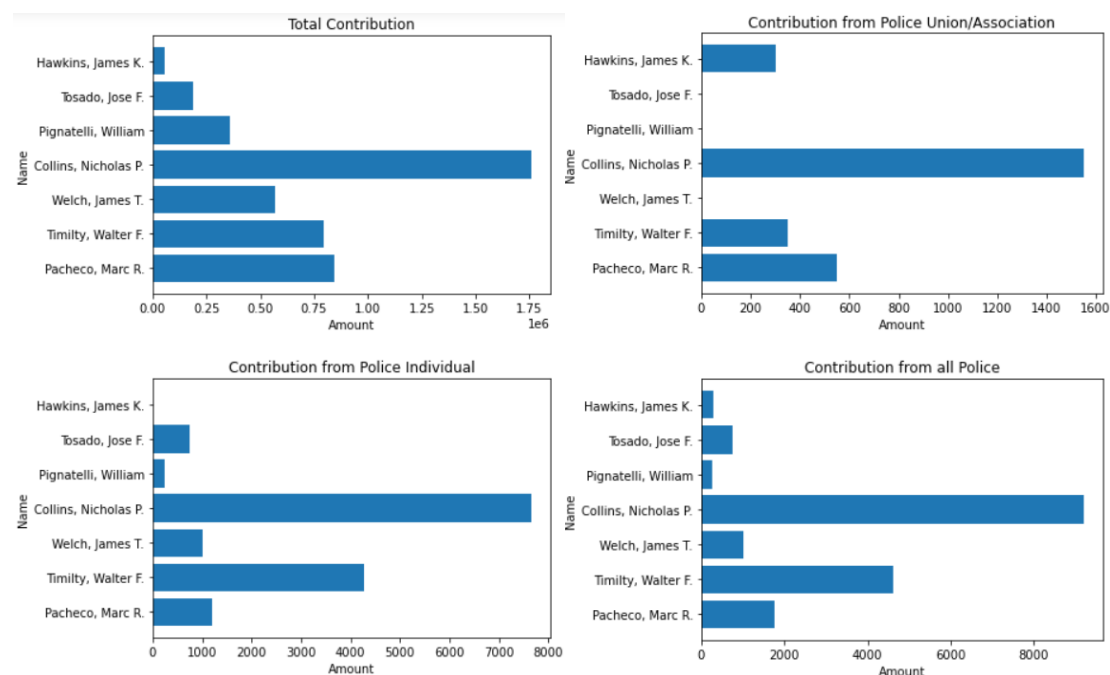 Total Contribution
Name
Hawkins, James K.
Tosado, Jose F.
Pignatelli, William
Collins, Nicholas P.
Welch, James T.
Timilty, Walter F.
Pacheco, Marc R.
0.00 0.25 0.50 0.75 1.00 1.25 1.50 1.75
1e6
Amount
Contribution from Police Union/Association
Name
Hawkins, James K.
Tosado, Jose F.
Pignatelli, William
Collins, Nicholas P.
Welch, James T.
Timilty, Walter F.
Pacheco, Marc R.
0 200 400 600 800 1000 1200 1400 1600
Amount
Contribution from Police Individual
Name
Hawkins, James K.
Tosado, Jose F.
Pignatelli, William
Collins, Nicholas P.
Welch, James T.
Timilty, Walter F.
Pacheco, Marc R.
0 1000 2000 3000 4000 5000 6000 7000 8000
Amount
Contribution from all Police
Name
Hawkins, James K.
Tosado, Jose F.
Pignatelli, William
Collins, Nicholas P.
Welch, James T.
Timilty, Walter F.
Pacheco, Marc R.
0 2000 4000 6000 8000
Amount